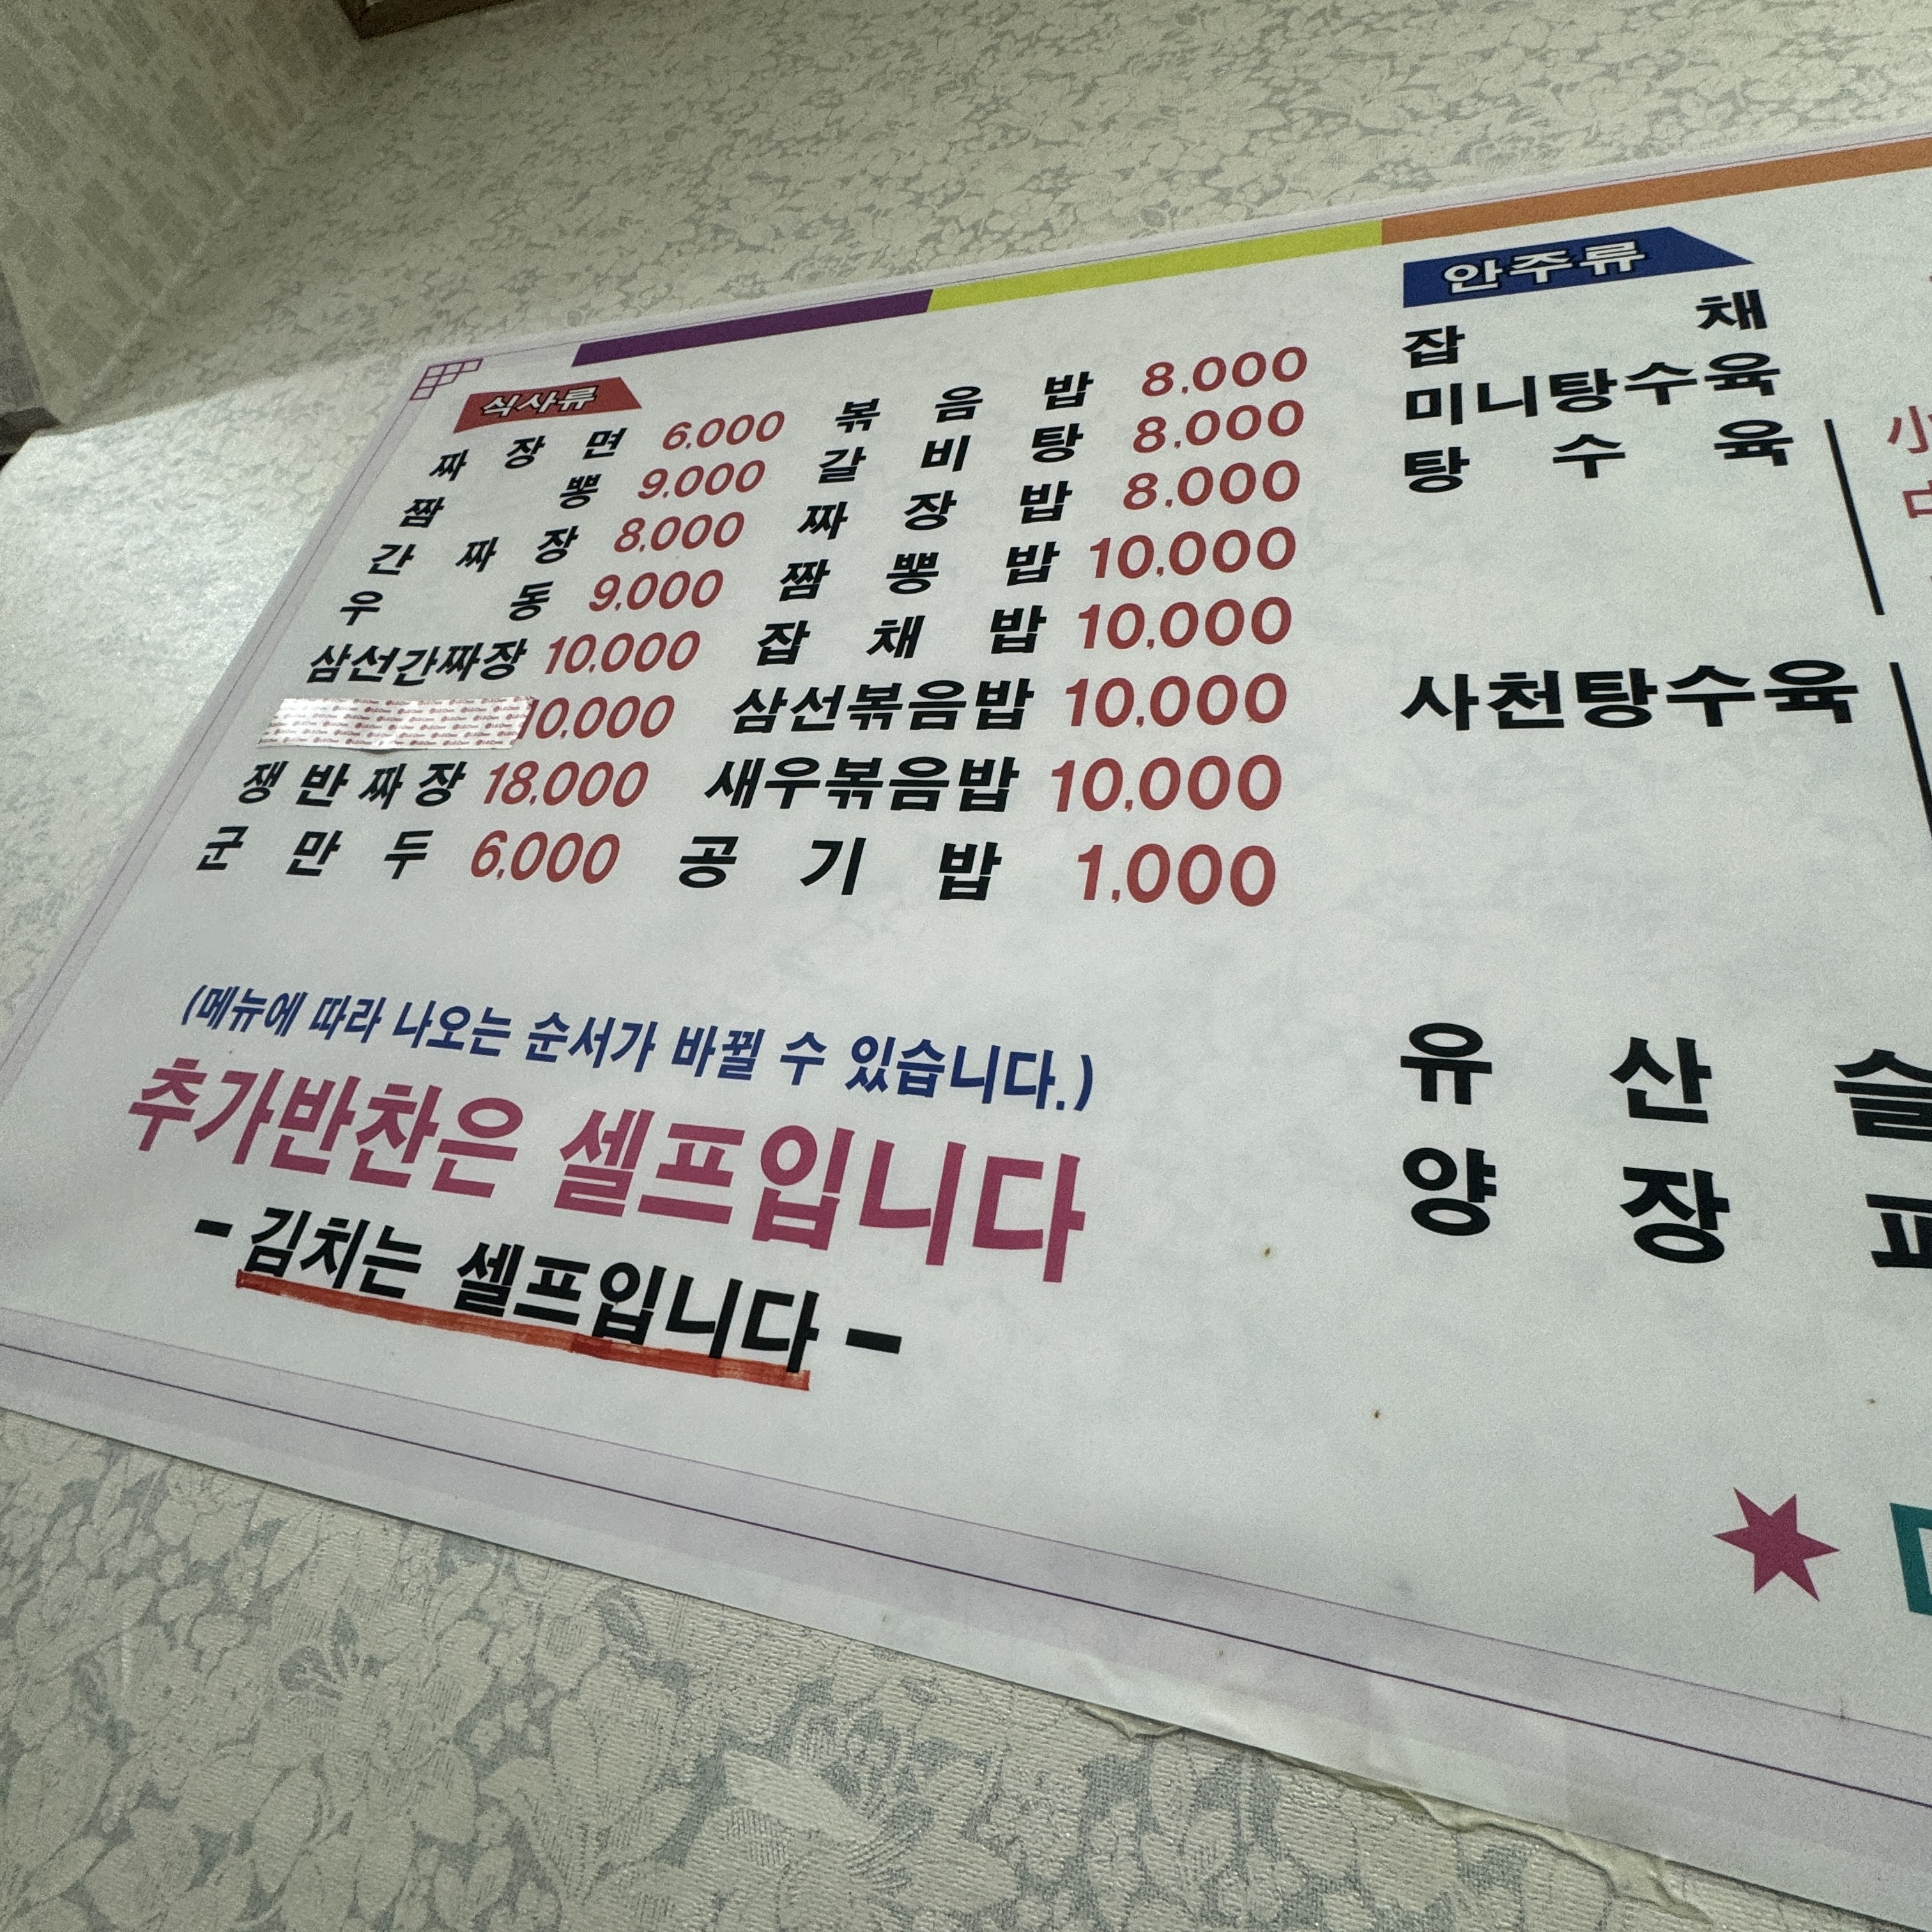 식사류
짜장면 6,000
짬뽕 9,000
간짜장 8,000
우동 9,000
삼선간짜장 10,000
10,000
쟁반짜장 18,000
군만두 6,000
볶음밥 8,000
갈비탕 8,000
짜장밥 8,000
짬뽕밥 10,000
잡채밥 10,000
삼선볶음밥 10,000
새우볶음밥 10,000
공기밥 1,000
(메뉴에 따라 나오는 순서가 바뀔 수 있습니다.)
추가반찬은 셀프입니다
- 김치는 셀프입니다 -
안주류
잡채
미니탕수육
탕수육
小
사천탕수육
유산슬
양장